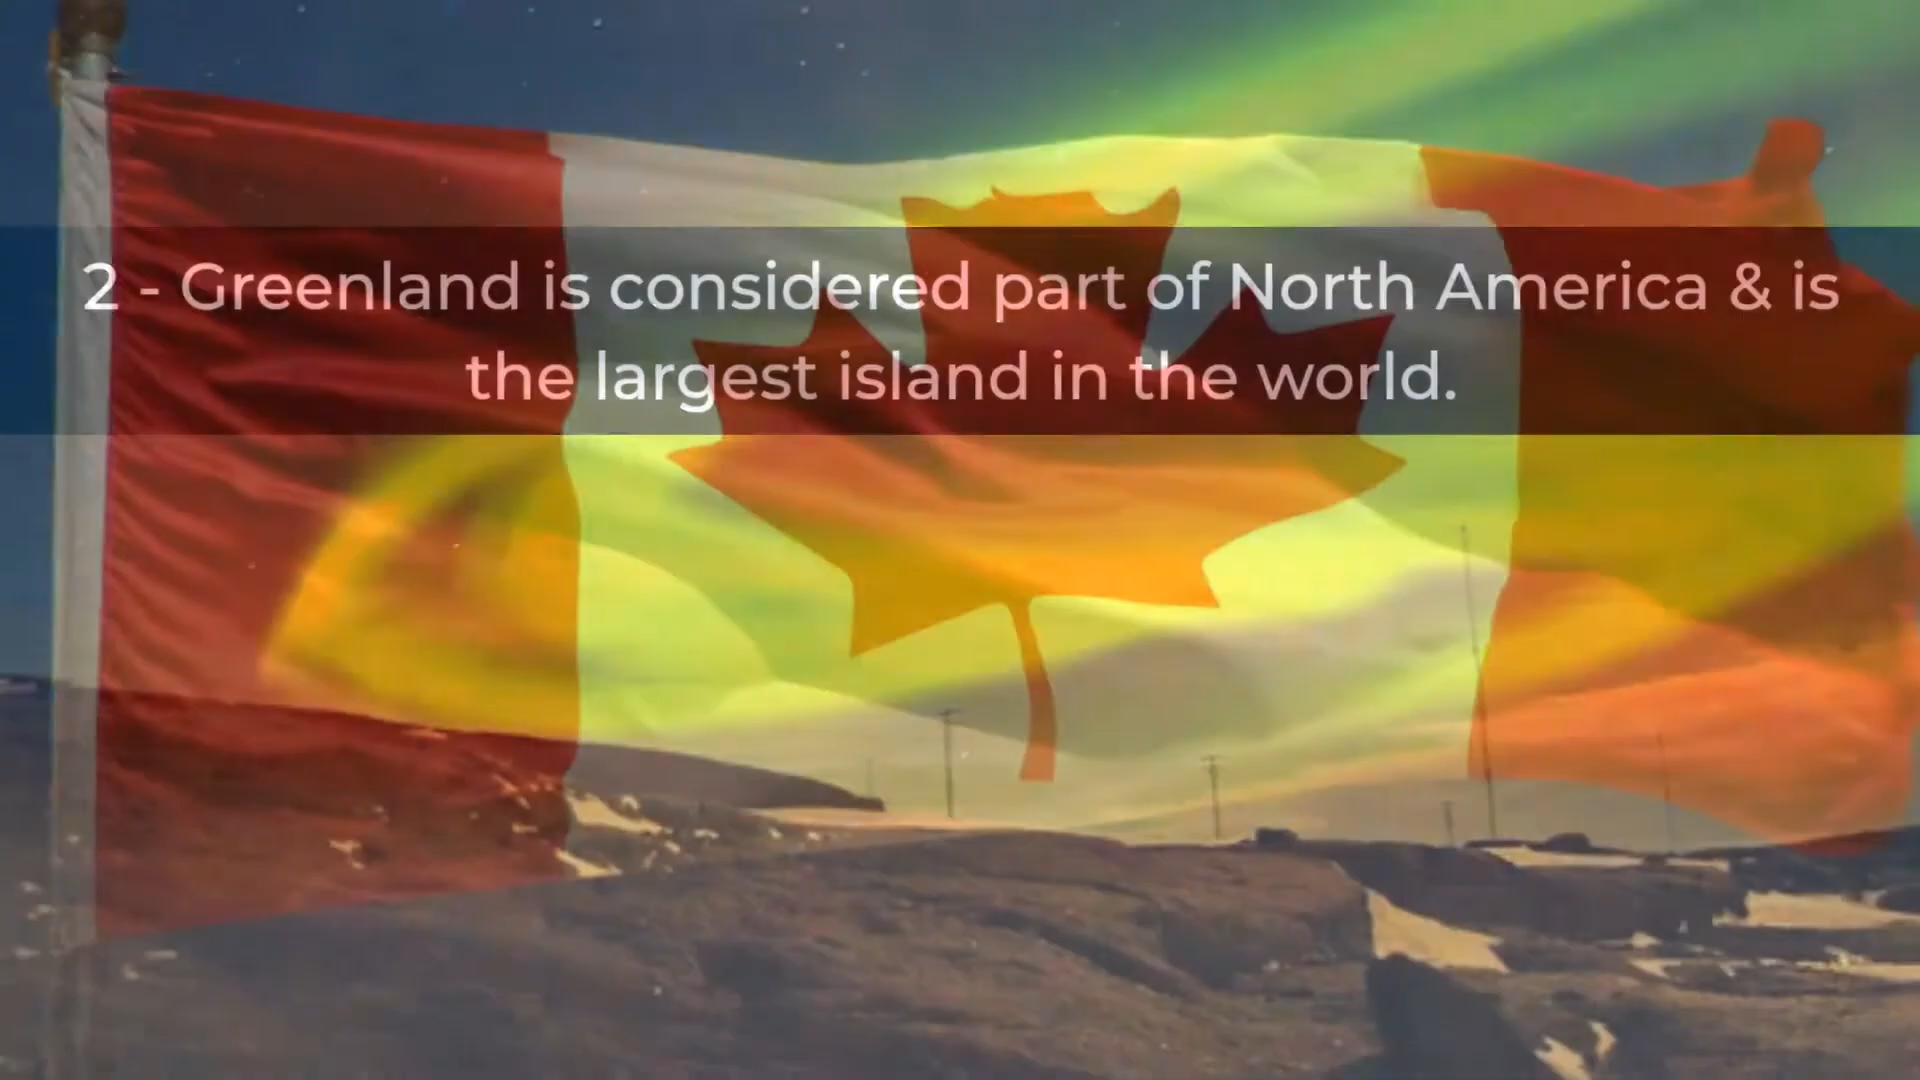 2 - Greenland is considered part of North America & is
the largest island in the world.